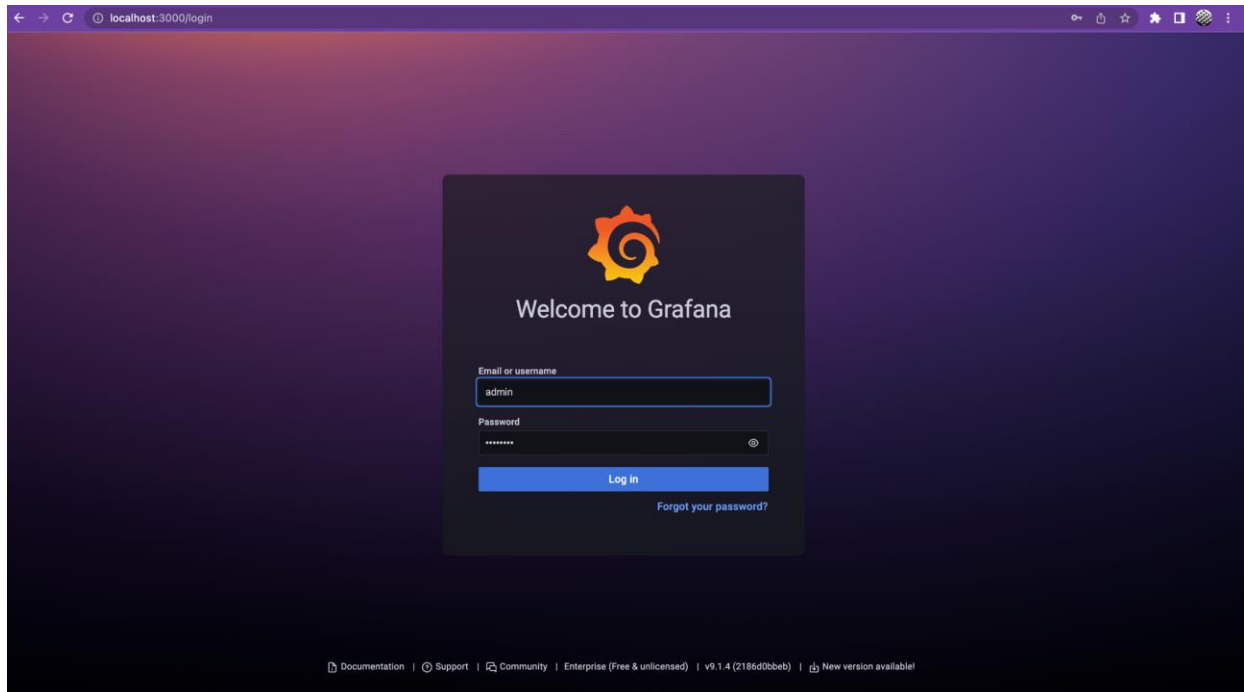 localhost:3000/login
Welcome to Grafana
Email or username
admin
Password
••••••••
Log in
Forgot your password?
Documentation | Support | Community | Enterprise (Free & unlicensed) | v9.1.4 (2186d0bbeb) | New version available!